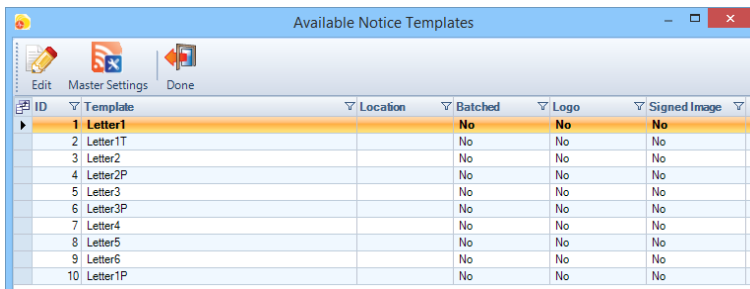 Available Notice Templates
Edit Master Settings Done
ID Template Location Batched Logo Signed Image
1 Letter1 No No No
2 Letter1T No No No
3 Letter2 No No No
4 Letter2P No No No
5 Letter3 No No No
6 Letter3P No No No
7 Letter4 No No No
8 Letter5 No No No
9 Letter6 No No No
10 Letter1P No No No